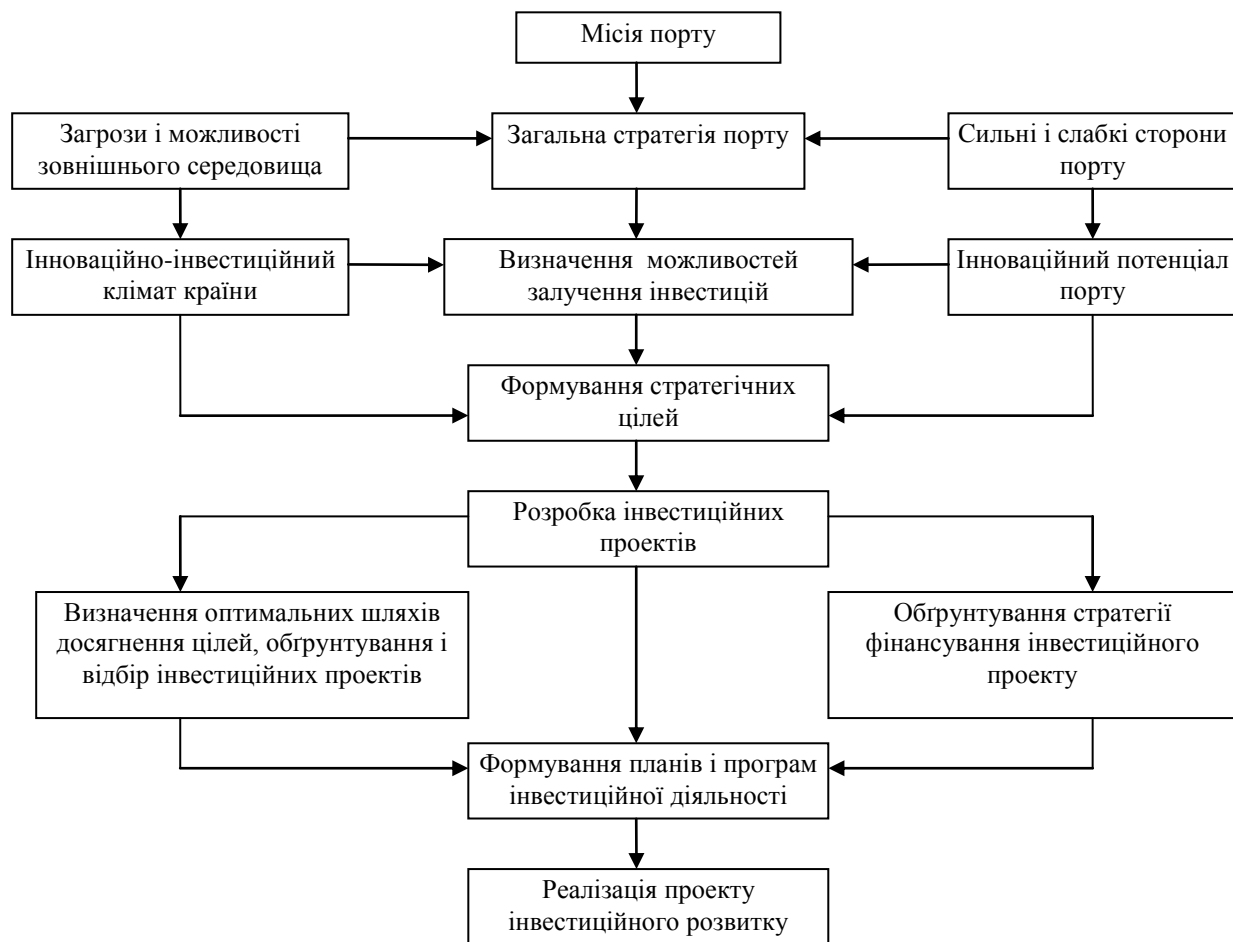 Місія порту
Загрози і можливості
зовнішнього середовища
Загальна стратегія порту
Сильні і слабкі сторони
порту
Інноваційно-інвестиційний
клімат країни
Визначення  можливостей
залучення інвестицій
Інноваційний потенціал
порту
Формування стратегічних
цілей
Розробка інвестиційних
проектів
Визначення оптимальних шляхів
досягнення цілей, обґрунтування і
відбір інвестиційних проектів
Обґрунтування стратегії
фінансування інвестиційного
проекту
Формування планів і програм
інвестиційної діяльності
Реалізація проекту
інвестиційного розвитку